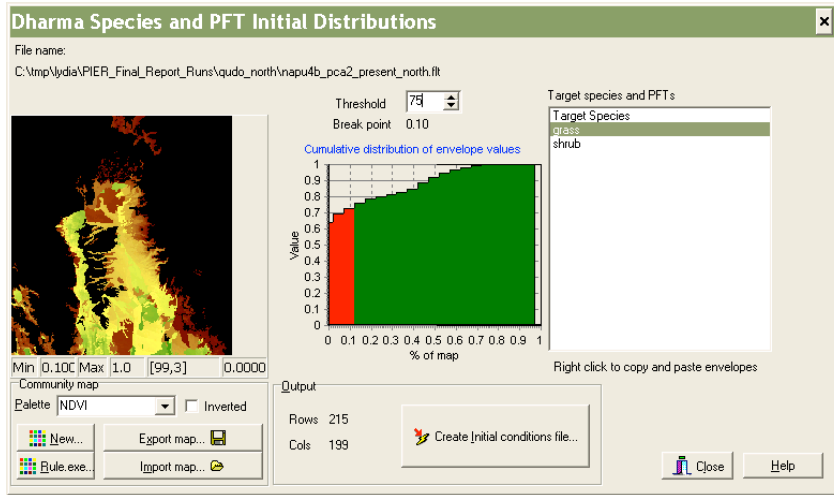 Dharma Species and PFT Initial Distributions
File name:
C:\tmp\lydia\PIER_Final_Report_Runs\qudo_north\napu4b_pca2_present_north.flt
Threshold 75
Break point 0.10
Target species and PFTs
Target Species
grass
shrub
Cumulative distribution of envelope values
Value
1
0.9
0.8
0.7
0.6
0.5
0.4
0.3
0.2
0.1
0
0 0.1 0.2 0.3 0.4 0.5 0.6 0.7 0.8 0.9 1
% of map
Right click to copy and paste envelopes
Min 0.100 Max 1.0 [99,3] 0.0000
Community map
Palette NDVI Inverted
New... Export map...
Rule.exe... Import map...
Output
Rows 215
Cols 199
Create Initial conditions file...
Close Help